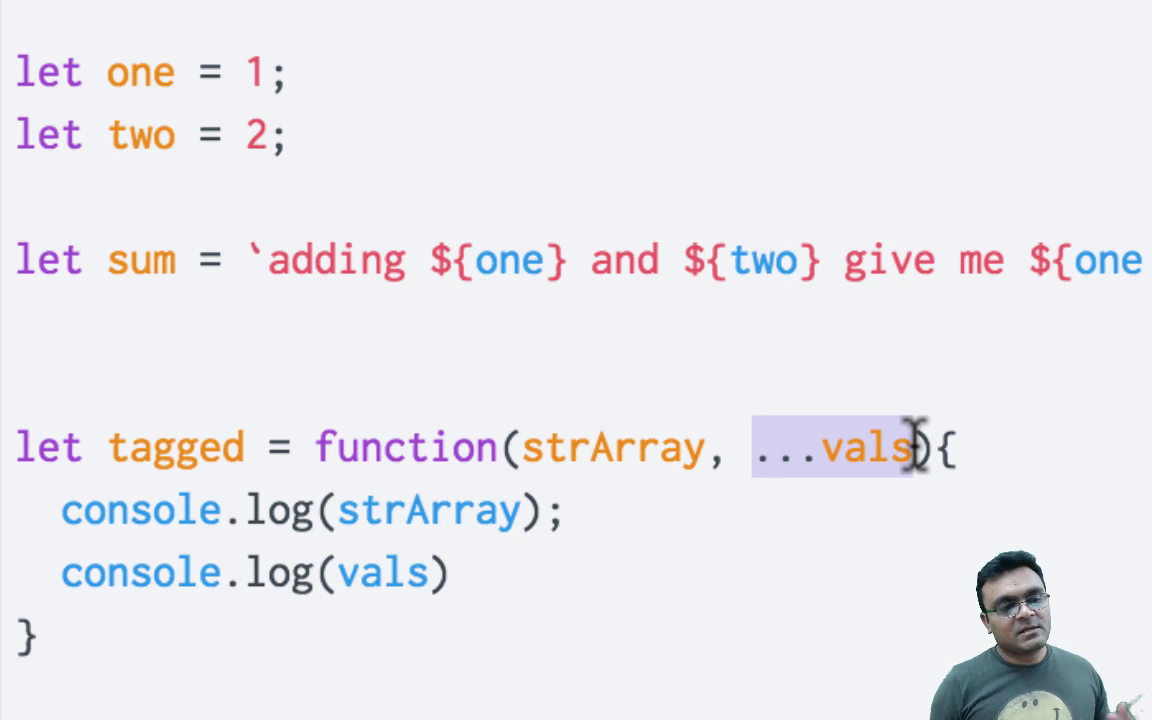 let one = 1;
let two = 2;
let sum = `adding ${one} and ${two} give me ${one
let tagged = function(strArray, ...vals){
console.log(strArray);
console.log(vals)
}